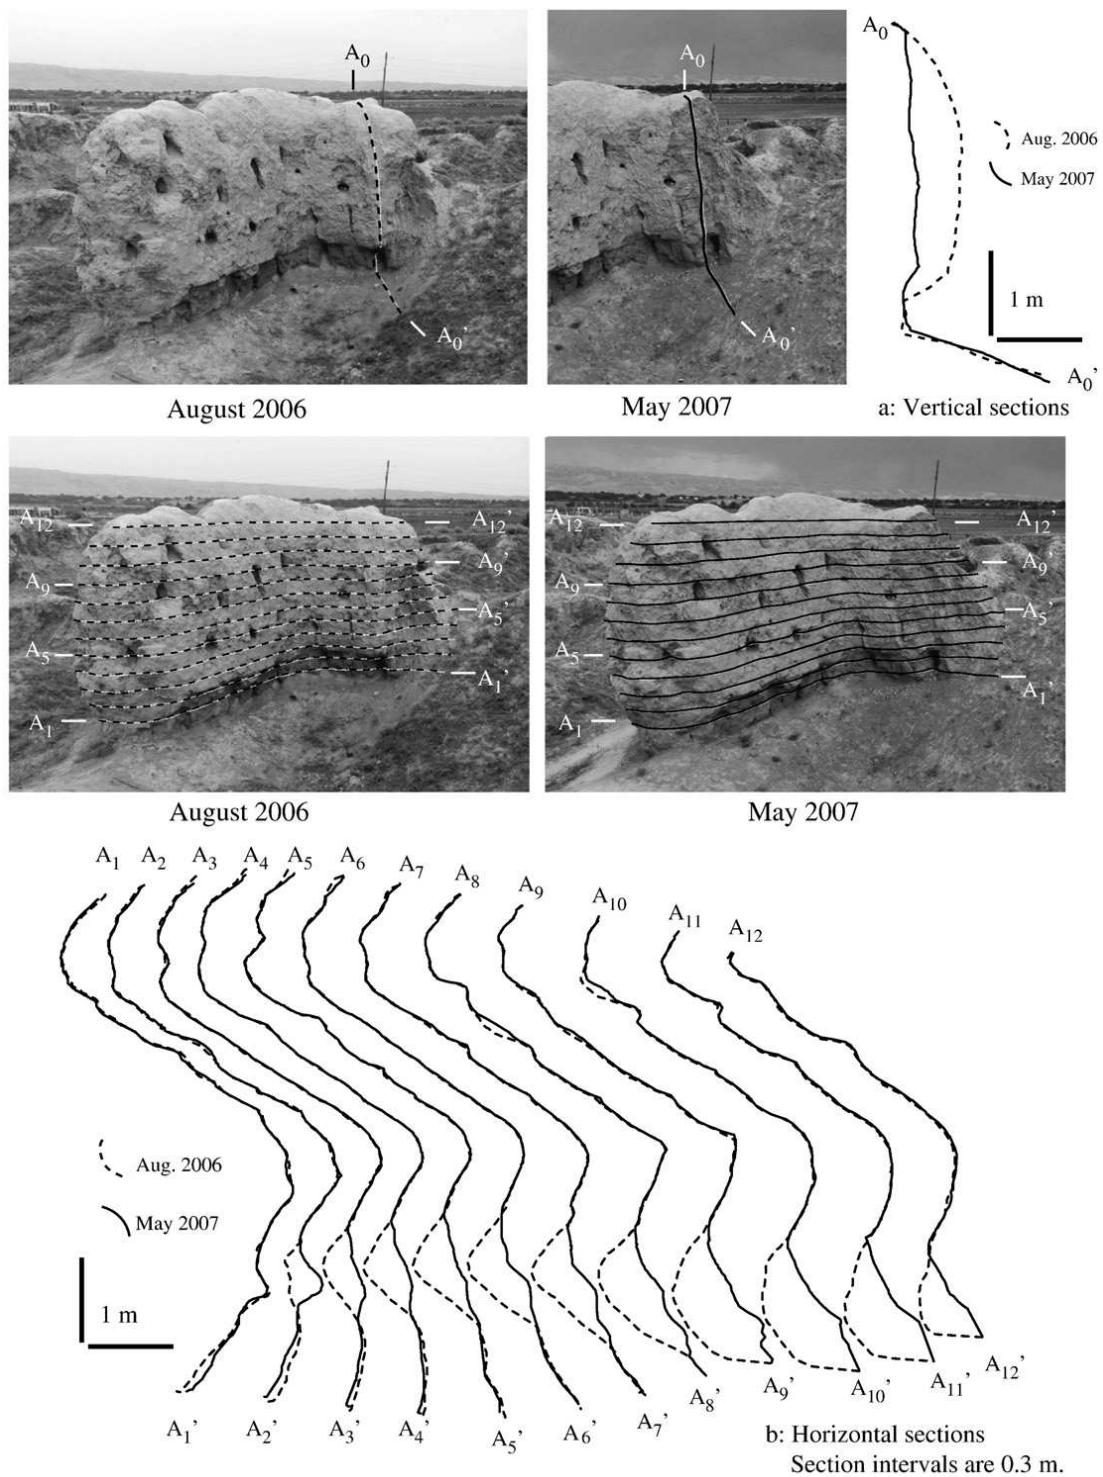 A0
A0'
August 2006
A0
A0'
May 2007
A0
Aug. 2006
May 2007
1 m
A0'
a: Vertical sections
A12
A12'
A9
A9'
A5
A5'
A1
A1'
August 2006
A12
A12'
A9
A9'
A5
A5'
A1
A1'
May 2007
A1 A2 A3 A4 A5 A6 A7 A8 A9 A10 A11 A12
Aug. 2006
May 2007
1 m
A1' A2' A3' A4' A5' A6' A7' A8' A9' A10' A11' A12'
b: Horizontal sections
Section intervals are 0.3 m.